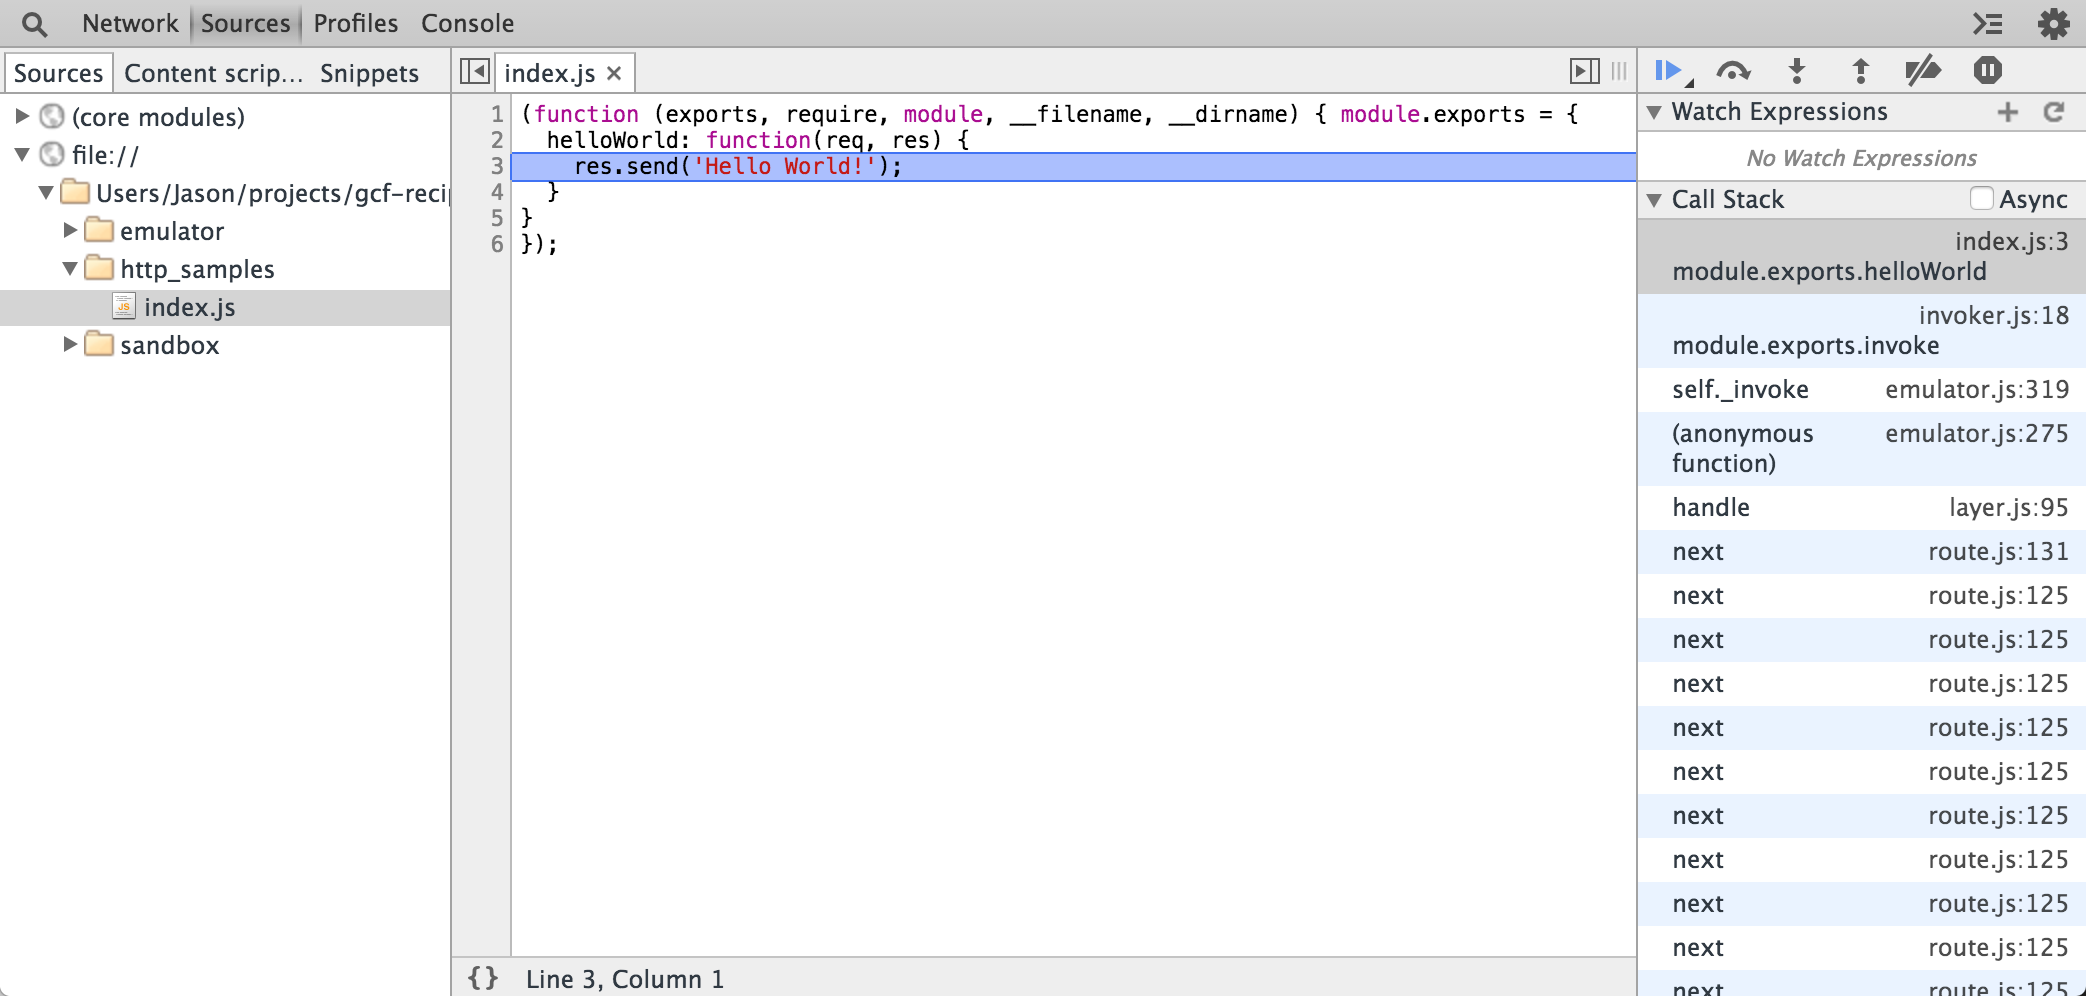 Network Sources Profiles Console
Sources Content scrip... Snippets
(core modules)
file://
Users/Jason/projects/gcf-reci
emulator
http_samples
JS index.js
sandbox
index.js ×
1 (function (exports, require, module, __filename, __dirname) { module.exports = {
2 helloWorld: function(req, res) {
3 res.send('Hello World!');
4 }
5 }
6 });
{} Line 3, Column 1
Watch Expressions
No Watch Expressions
Call Stack Async
index.js:3
module.exports.helloWorld
invoker.js:18
module.exports.invoke
self._invoke emulator.js:319
(anonymous emulator.js:275
function)
handle layer.js:95
next route.js:131
next route.js:125
next route.js:125
next route.js:125
next route.js:125
next route.js:125
next route.js:125
next route.js:125
next route.js:125
next route.js:125
next route.js:125